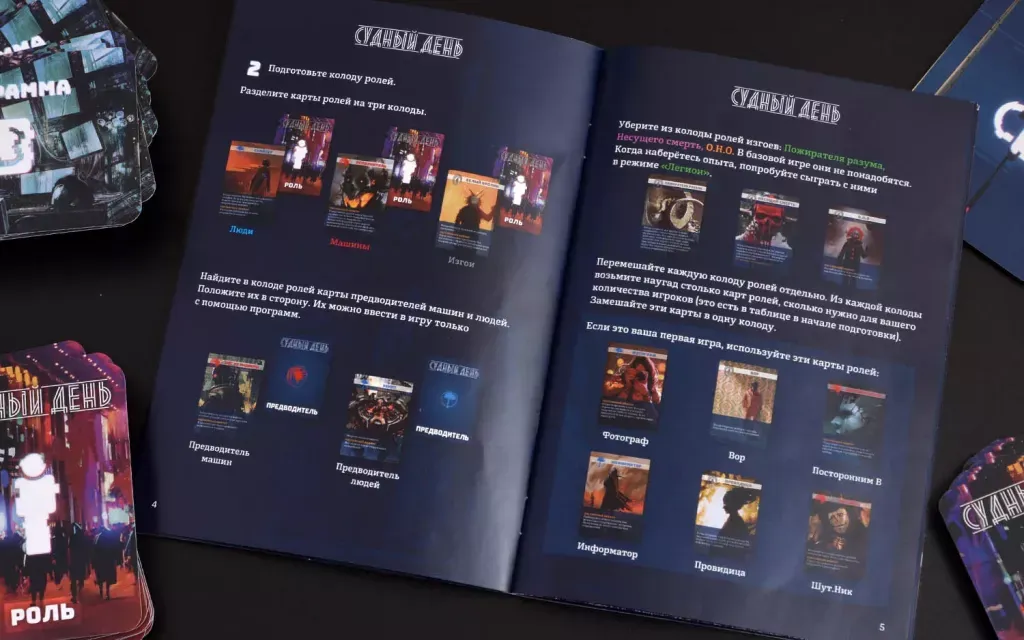 РАММА
СУДНЫЙ ДЕНЬ
2 Подготовьте колоду ролей.
Разделите карты ролей на три колоды.
РОЛЬ
РОЛЬ
РОЛЬ
Люди
Машины
Изгои
Найдите в колоде ролей карты предводителей машин и людей.
Положите их в сторону. Их можно ввести в игру только
с помощью программ.
СУДНЫЙ ДЕНЬ
ПРЕДВОДИТЕЛЬ
СУДНЫЙ ДЕНЬ
ПРЕДВОДИТЕЛЬ
Предводитель
машин
Предводитель
людей
4
СУДНЫЙ ДЕНЬ
Уберите из колоды ролей изгоев: Пожирателя разума,
Несущего смерть, О.Н.О. В базовой игре они не понадобятся.
Когда наберётесь опыта, попробуйте сыграть с ними
в режиме «Легион».
Перемешайте каждую колоду ролей отдельно. Из каждой колоды
возьмите наугад столько карт ролей, сколько нужно для вашего
количества игроков (это есть в таблице в начале подготовки).
Замешайте эти карты в одну колоду.
Если это ваша первая игра, используйте эти карты ролей:
Фотограф
Вор
Посторонним В
Информатор
Провидица
Шут.Ник
5
ДНЫЙ ДЕНЬ
РОЛЬ
СУДНЫЙ